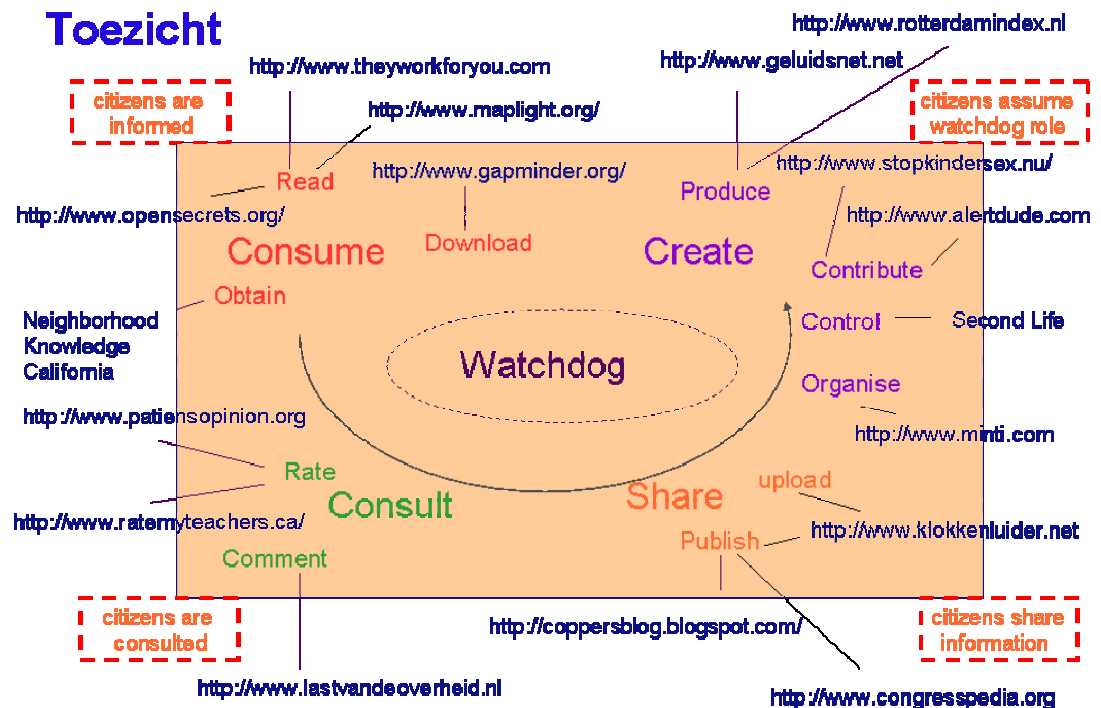 Toezicht
http://www.rotterdamindex.nl
http://www.geluidsnet.net
http://www.theyworkforyou.com
citizens are
informed
http://www.maplight.org/
citizens assume
watchdog role
http://www.stopkindersex.nu/
http://www.gapminder.org/
Read
Produce
http://www.opensecrets.org/
http://www.alertdude.com
Consume
Download
Create
Contribute
Obtain
Neighborhood
Knowledge
California
Control
Second Life
Watchdog
Organise
http://www.patiensopinion.org
http://www.minti.com
Rate
upload
Consult
Share
http://www.ratemyteachers.ca/
http://www.klokkenluider.net
Publish
Comment
citizens are
consulted
http://coppersblog.blogspot.com/
citizens share
information
http://www.lastvandeoverheid.nl
http://www.congresspedia.org